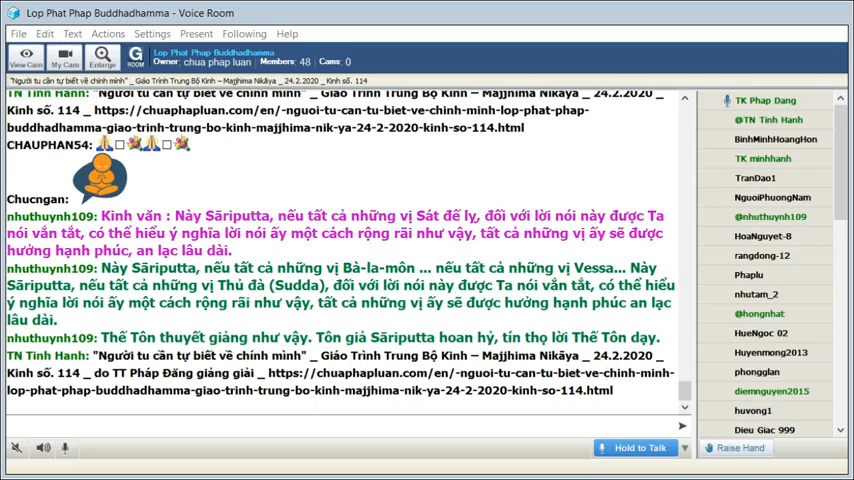 Lop Phat Phap Buddhadhamma - Voice Room
File Edit Text Actions Settings Present Following Help
View Cam My Cam Enlarge G ROOM
Lop Phat Phap Buddhadhamma
Owner: chua phap luan Members: 48 Cams: 0
"Người tu cần tự biết về chính mình" _ Giáo Trình Trung Bộ Kinh – Majjhima Nikāya _ 24.2.2020 _ Kinh số. 114
TN Tinh Hanh: "Người tu cần tự biết về chính mình" _ Giáo Trình Trung Bộ Kinh – Majjhima Nikāya _ 24.2.2020 _
Kinh số. 114 _ https://chuaphapluan.com/en/-nguoi-tu-can-tu-biet-ve-chinh-minh-lop-phat-phap-
buddhadhamma-giao-trinh-trung-bo-kinh-majjhima-nik-ya-24-2-2020-kinh-so-114.html
CHAUPHAN54: 🙏□💐🙏□💐
Chucngan:
nhuthuynh109: Kinh văn : Này Sāriputta, nếu tất cả những vị Sát đế lỵ, đối với lời nói này được Ta
nói vắn tắt, có thể hiểu ý nghĩa lời nói ấy một cách rộng rãi như vậy, tất cả những vị ấy sẽ được
hưởng hạnh phúc, an lạc lâu dài.
nhuthuynh109: Này Sāriputta, nếu tất cả những vị Bà-la-môn ... nếu tất cả những vị Vessa... Này
Sāriputta, nếu tất cả những vị Thủ đà (Sudda), đối với lời nói này được Ta nói vắn tắt, có thể hiểu
ý nghĩa lời nói ấy một cách rộng rãi như vậy, tất cả những vị ấy sẽ được hưởng hạnh phúc an lạc
lâu dài.
nhuthuynh109: Thế Tôn thuyết giảng như vậy. Tôn giả Sāriputta hoan hỷ, tín thọ lời Thế Tôn dạy.
TN Tinh Hanh: "Người tu cần tự biết về chính mình" _ Giáo Trình Trung Bộ Kinh – Majjhima Nikāya _ 24.2.2020 _
Kinh số. 114 _ do TT Pháp Đăng giảng giải _ https://chuaphapluan.com/en/-nguoi-tu-can-tu-biet-ve-chinh-minh-
lop-phat-phap-buddhadhamma-giao-trinh-trung-bo-kinh-majjhima-nik-ya-24-2-2020-kinh-so-114.html
Hold to Talk
TK Phap Dang
@TN Tinh Hanh
BinhMinhHoangHon
TK minhhanh
TranDao1
NguoiPhuongNam
@nhuthuynh109
HoaNguyet-8
rangdong-12
Phaplu
nhutam_2
@hongnhat
HueNgoc 02
Huyenmong2013
phongglan
diemnguyen2015
huvong1
Dieu Giac 999
Raise Hand